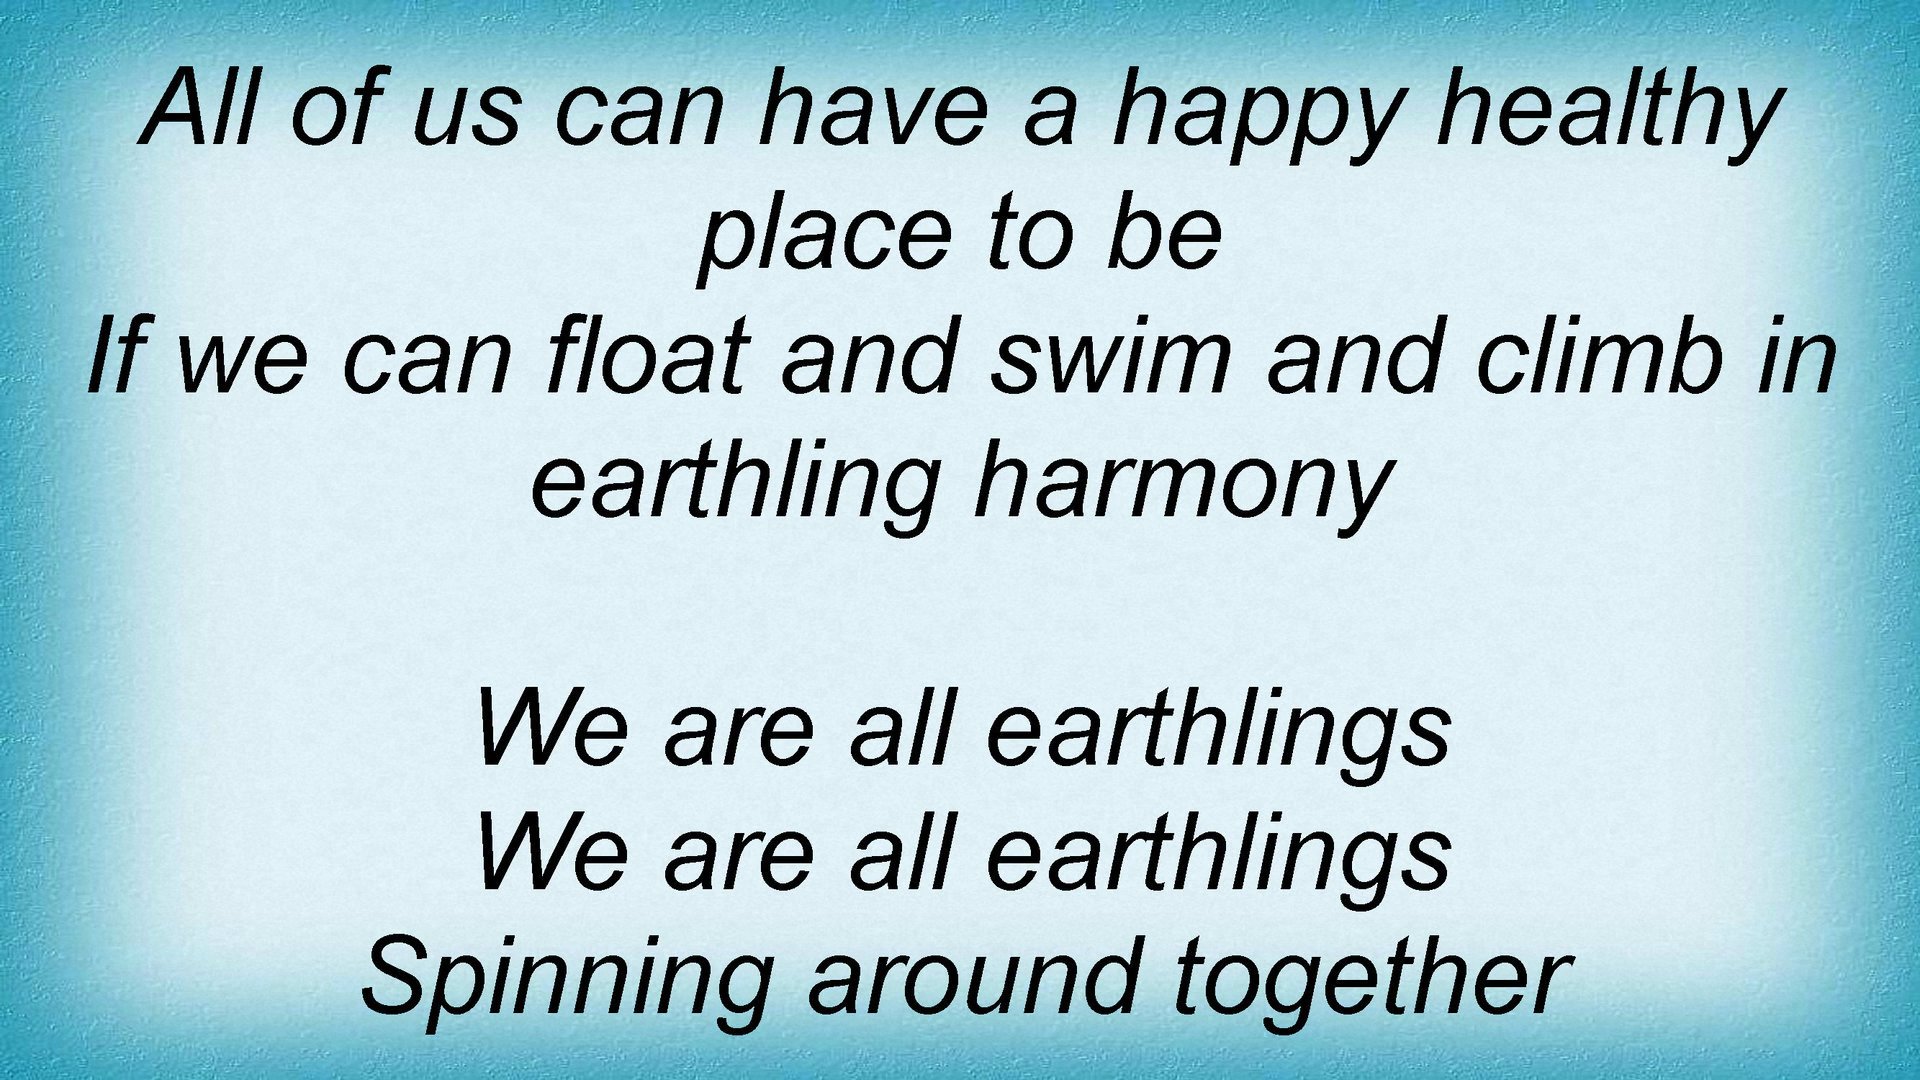 All of us can have a happy healthy
place to be
If we can float and swim and climb in
earthling harmony
We are all earthlings
We are all earthlings
Spinning around together